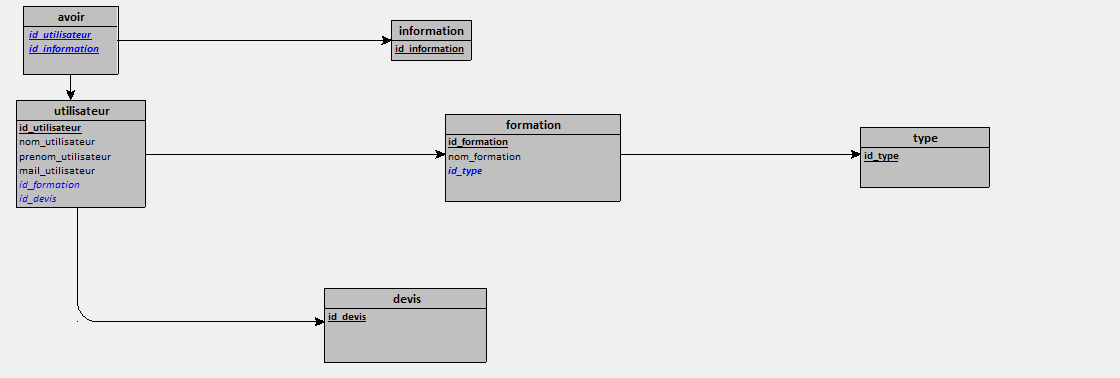 avoir
id_utilisateur
id_information
information
id_information
utilisateur
id_utilisateur
nom_utilisateur
prenom_utilisateur
mail_utilisateur
id_formation
id_devis
formation
id_formation
nom_formation
id_type
type
id_type
devis
id_devis